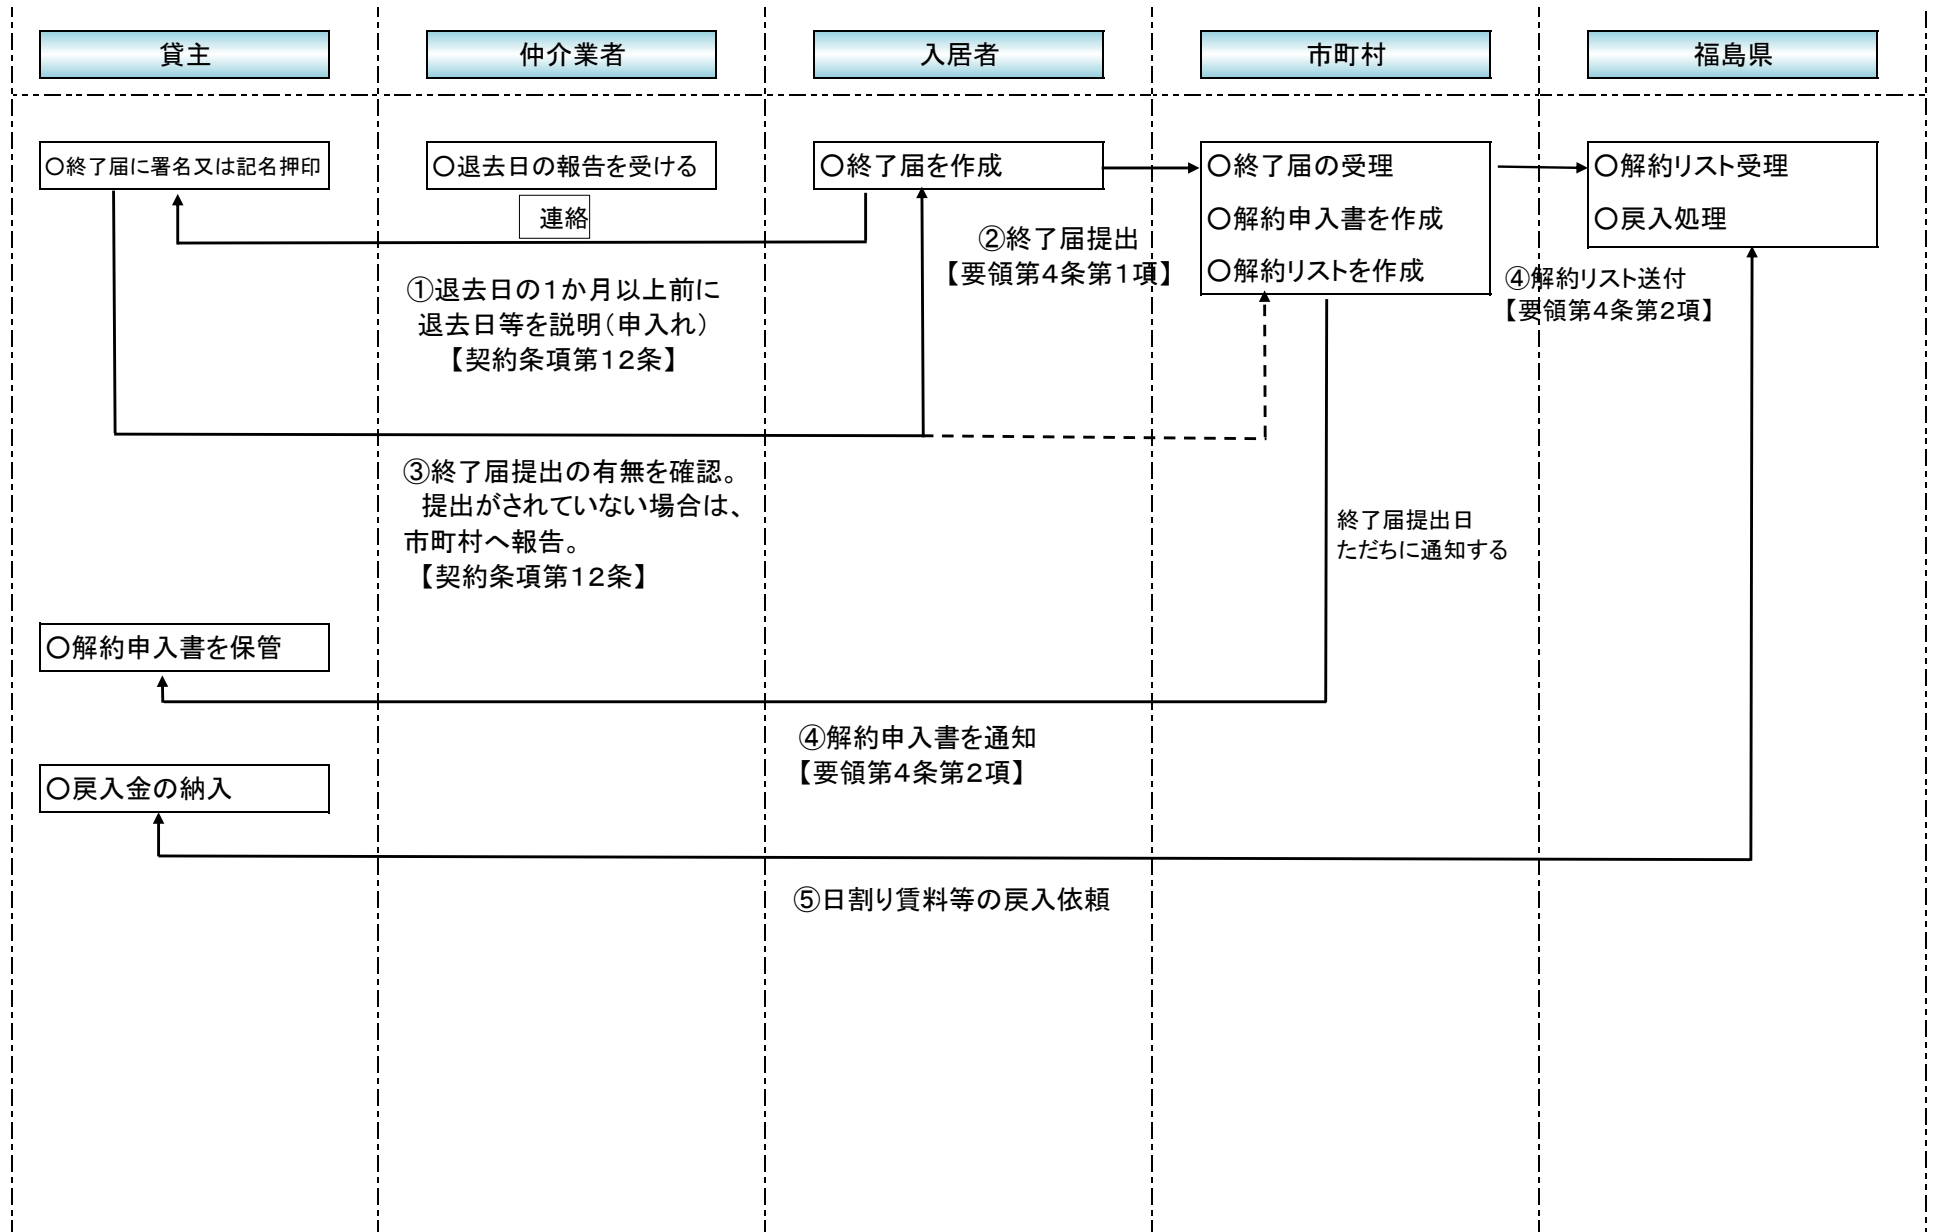 貸主
仲介業者
入居者
市町村
福島県
〇終了届に署名又は記名押印
〇退去日の報告を受ける
連絡
〇終了届を作成
〇終了届の受理
〇解約申入書を作成
〇解約リストを作成
〇解約リスト受理
〇戻入処理
①退去日の１か月以上前に
退去日等を説明（申入れ）
【契約条項第１２条】
②終了届提出
【要領第４条第１項】
④解約リスト送付
【要領第４条第２項】
③終了届提出の有無を確認。
提出がされていない場合は、
市町村へ報告。
【契約条項第１２条】
終了届提出日
ただちに通知する
〇解約申入書を保管
④解約申入書を通知
【要領第４条第２項】
〇戻入金の納入
⑤日割り賃料等の戻入依頼